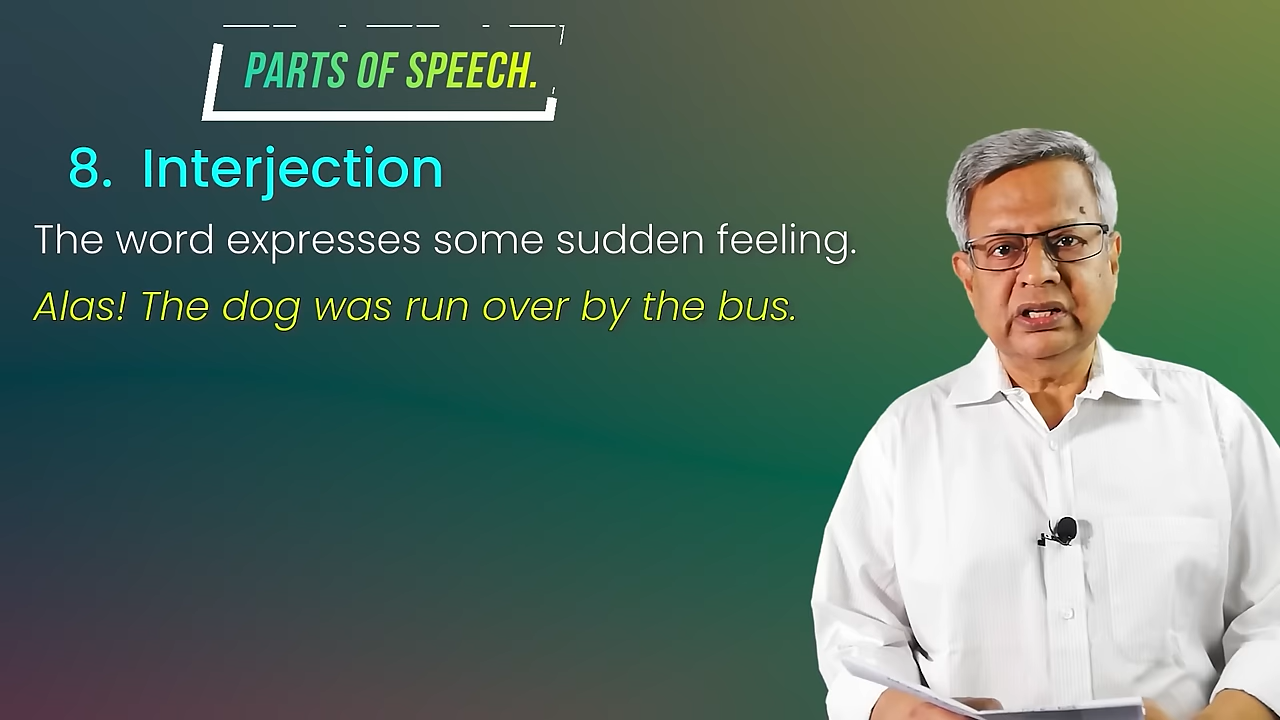 PARTS OF SPEECH.
8. Interjection
The word expresses some sudden feeling.
Alas! The dog was run over by the bus.